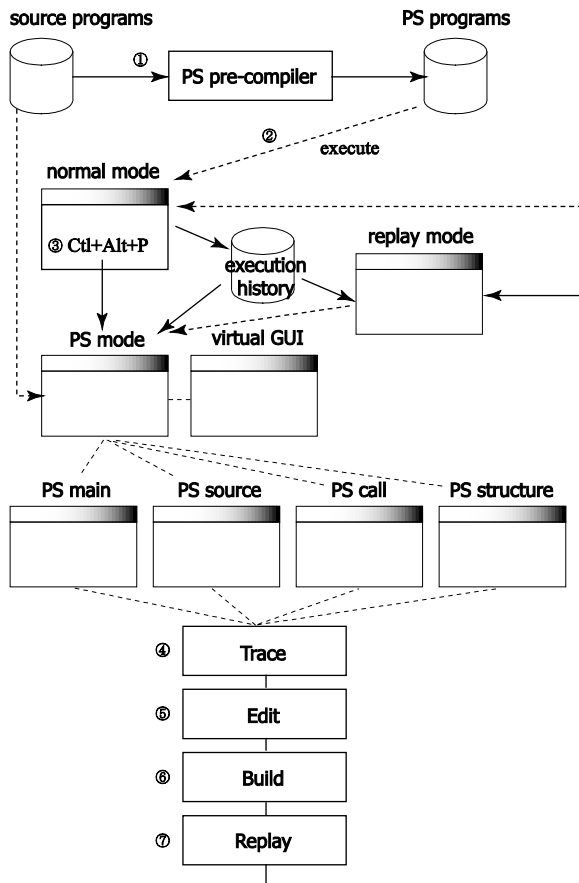 source programs
PS programs
①
PS pre-compiler
②
execute
normal mode
③ Ctl+Alt+P
replay mode
execution
history
PS mode
virtual GUI
PS main
PS source
PS call
PS structure
④
Trace
⑤
Edit
⑥
Build
⑦
Replay